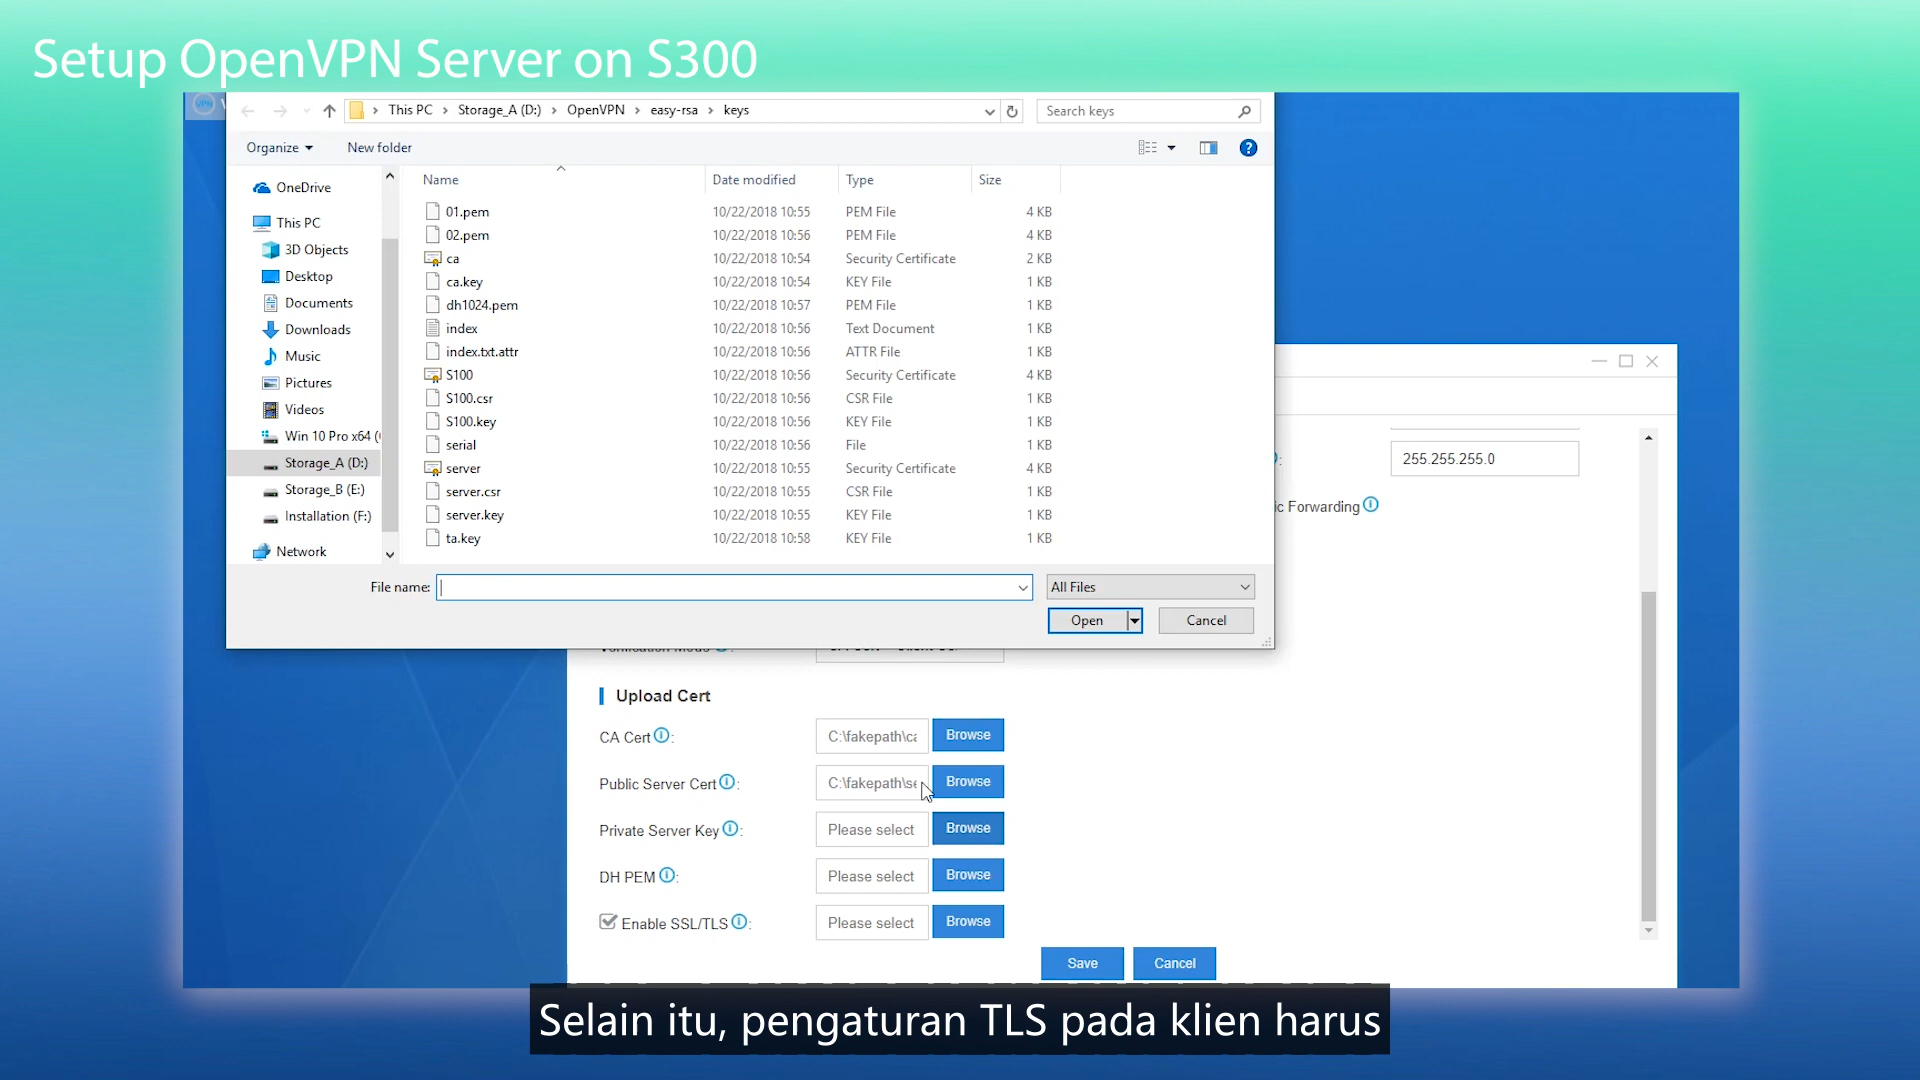 Setup OpenVPN Server on S300
VPN
This PC > Storage_A (D:) > OpenVPN > easy-rsa > keys
Search keys
Organize
New folder
?
OneDrive
This PC
3D Objects
Desktop
Documents
Downloads
Music
Pictures
Videos
Win 10 Pro x64 (
Storage_A (D:)
Storage_B (E:)
Installation (F:)
Network
Name Date modified Type Size
01.pem 10/22/2018 10:55 PEM File 4 KB
02.pem 10/22/2018 10:56 PEM File 4 KB
ca 10/22/2018 10:54 Security Certificate 2 KB
ca.key 10/22/2018 10:54 KEY File 1 KB
dh1024.pem 10/22/2018 10:57 PEM File 1 KB
index 10/22/2018 10:56 Text Document 1 KB
index.txt.attr 10/22/2018 10:56 ATTR File 1 KB
S100 10/22/2018 10:56 Security Certificate 4 KB
S100.csr 10/22/2018 10:56 CSR File 1 KB
S100.key 10/22/2018 10:56 KEY File 1 KB
serial 10/22/2018 10:56 File 1 KB
server 10/22/2018 10:55 Security Certificate 4 KB
server.csr 10/22/2018 10:55 CSR File 1 KB
server.key 10/22/2018 10:55 KEY File 1 KB
ta.key 10/22/2018 10:58 KEY File 1 KB
File name:
All Files
Open
Cancel
: 255.255.255.0
ic Forwarding
Upload Cert
CA Cert : C:\fakepath\ca Browse
Public Server Cert : C:\fakepath\se Browse
Private Server Key : Please select Browse
DH PEM : Please select Browse
Enable SSL/TLS : Please select Browse
Save
Cancel
Selain itu, pengaturan TLS pada klien harus